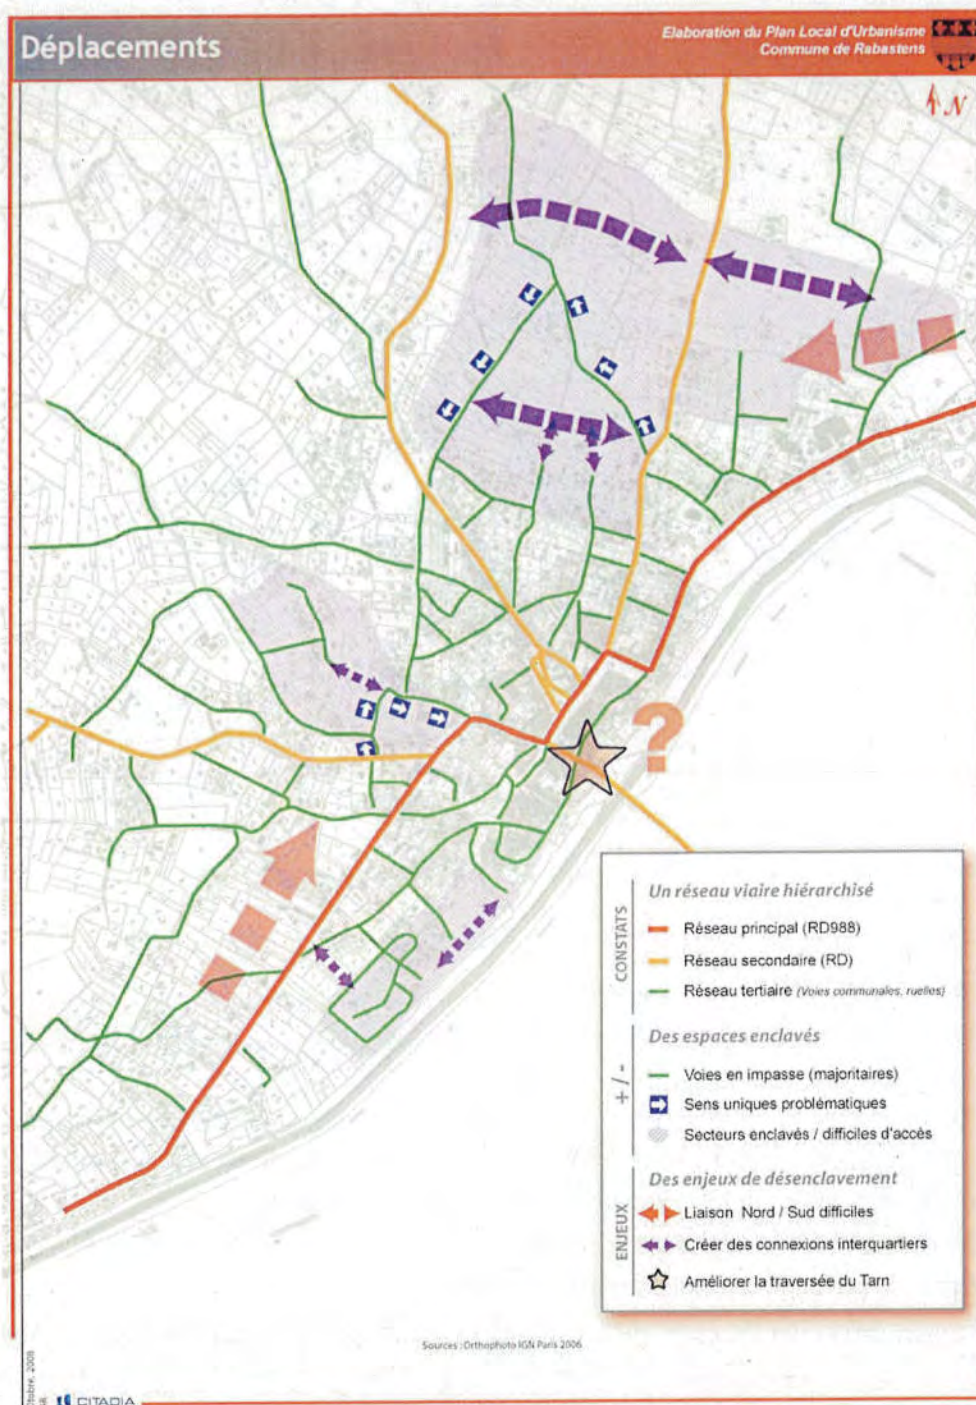 Déplacements
Elaboration du Plan Local d'Urbanisme
Commune de Rabastens
N
?
CONSTATS
Un réseau viaire hiérarchisé
Réseau principal (RD988)
Réseau secondaire (RD)
Réseau tertiaire (Voies communales, ruelles)
+ / -
Des espaces enclavés
Voies en impasse (majoritaires)
Sens uniques problématiques
Secteurs enclavés / difficiles d'accès
ENJEUX
Des enjeux de désenclavement
Liaison Nord / Sud difficiles
Créer des connexions interquartiers
Améliorer la traversée du Tarn
Sources : Orthophoto IGN Paris 2006
2008
CITADIA